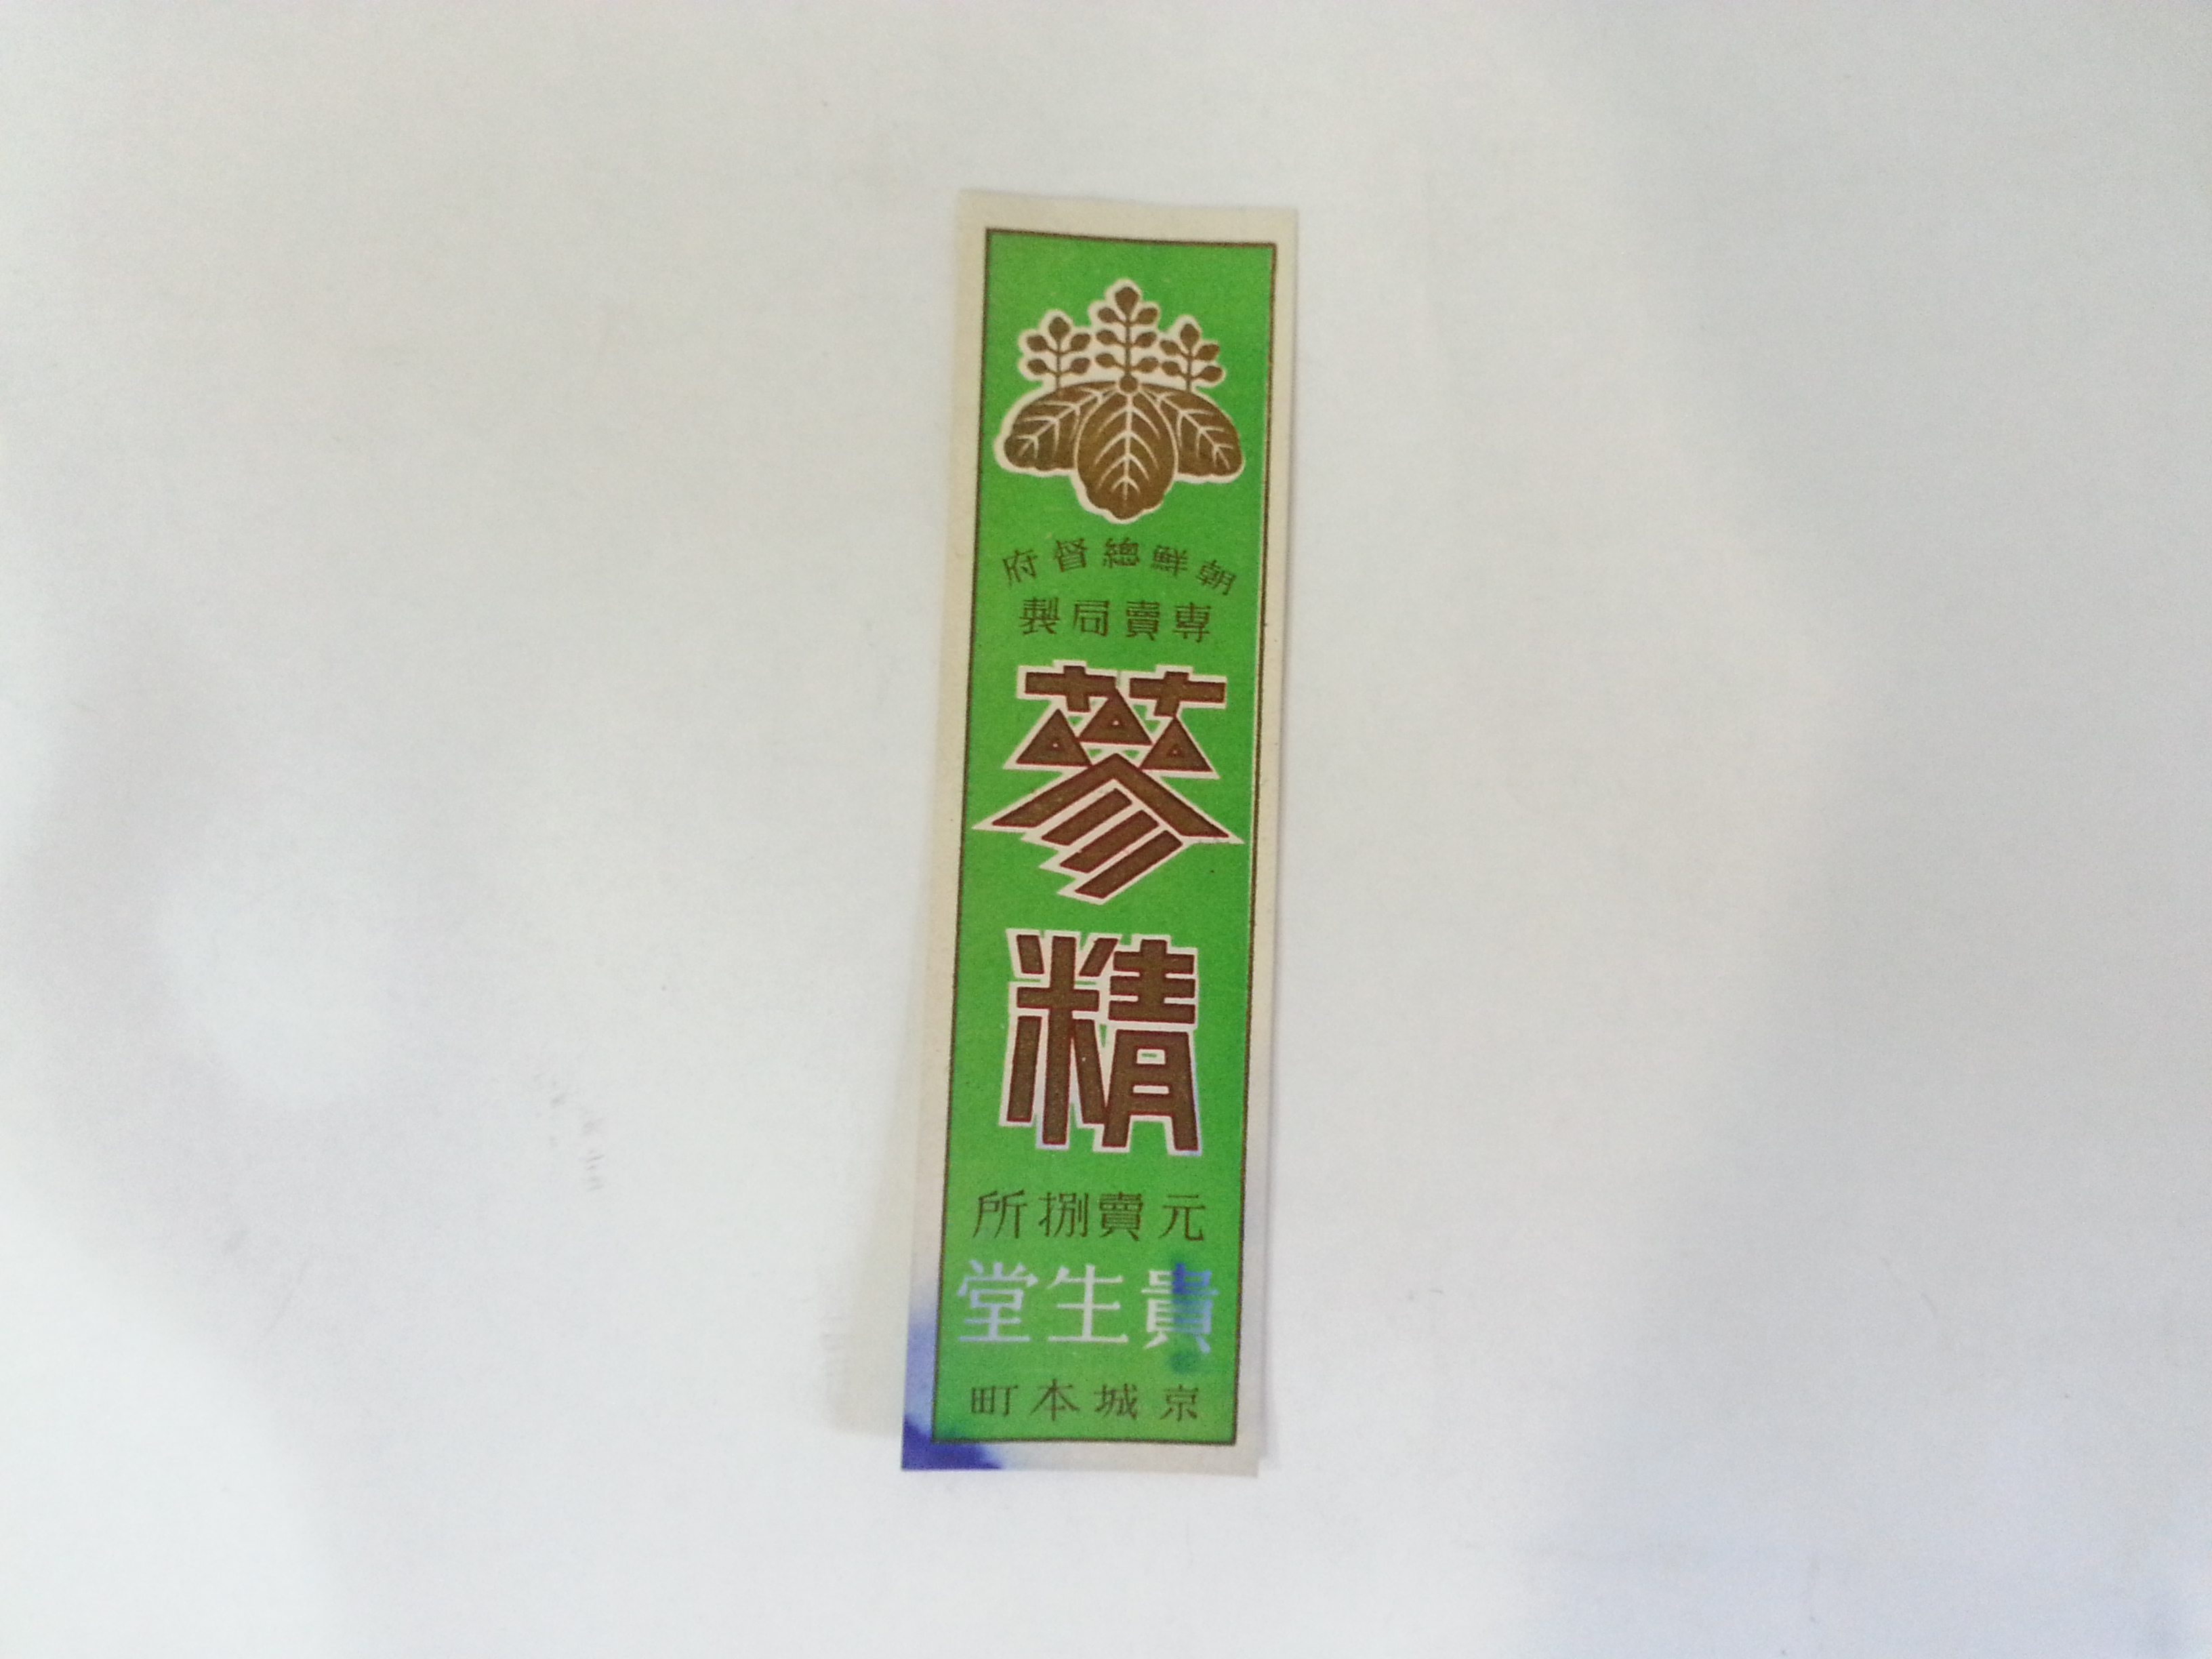 朝鮮總督府
專賣局製
蔘精
元賣捌所
貴生堂
京城本町